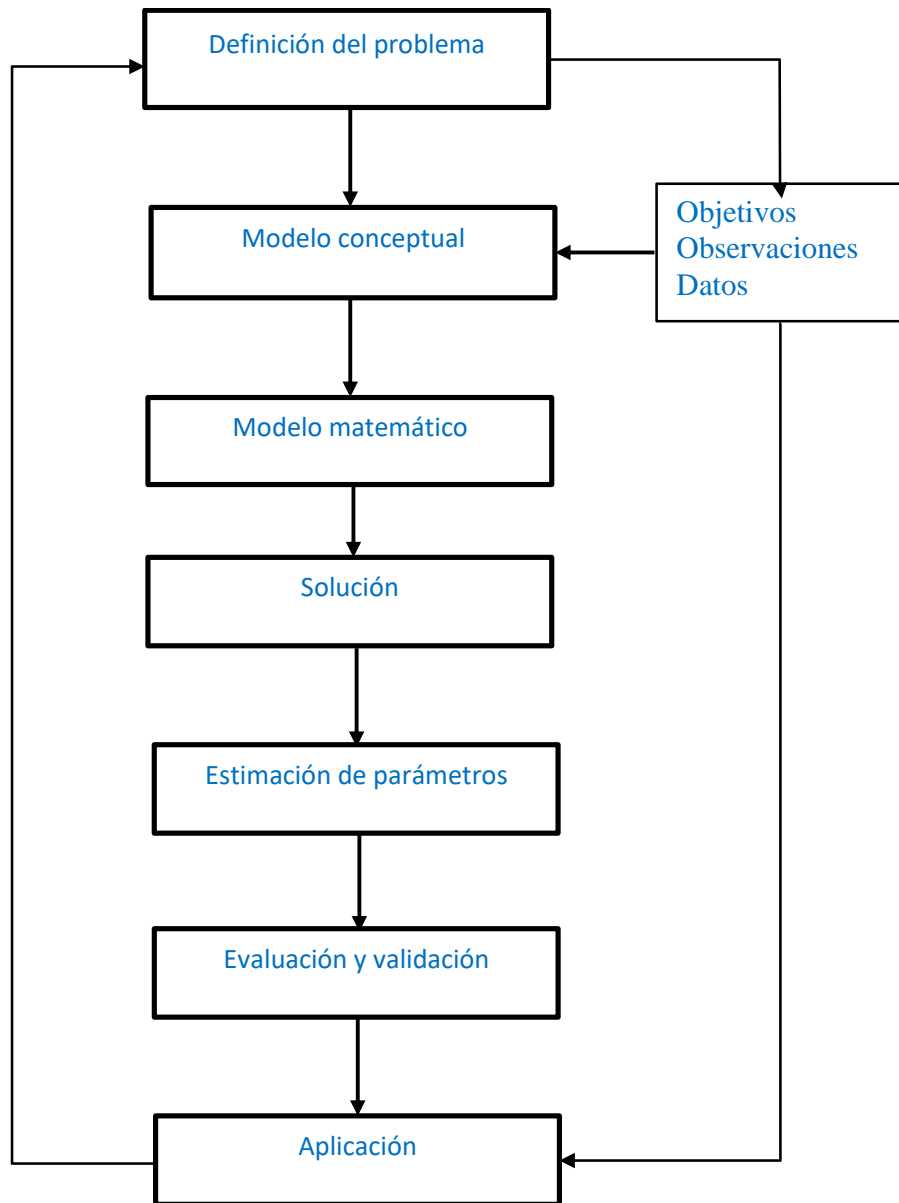 Definición del problema
Modelo conceptual
Objetivos
Observaciones
Datos
Modelo matemático
Solución
Estimación de parámetros
Evaluación y validación
Aplicación